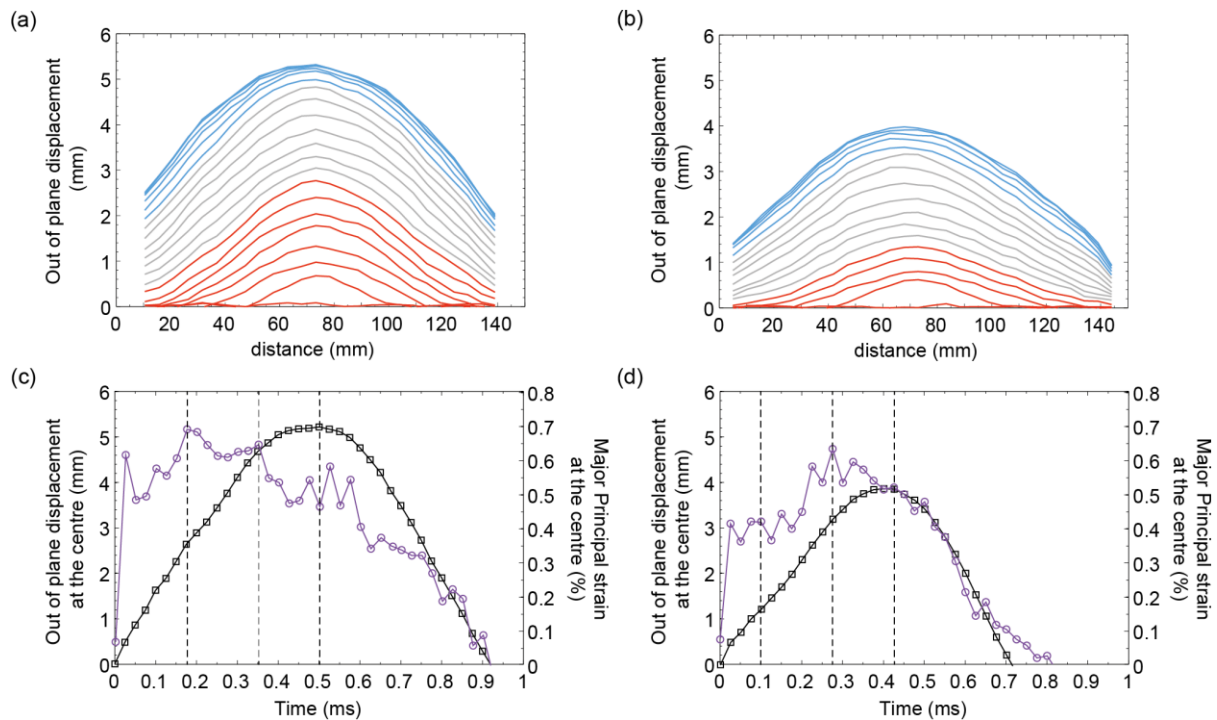 (a)
6
5
4
3
2
1
0
Out of plane displacement
(mm)
0 20 40 60 80 100 120 140
distance (mm)
(b)
6
5
4
3
2
1
0
Out of plane displacement
(mm)
0 20 40 60 80 100 120 140
distance (mm)
(c)
6
5
4
3
2
1
0
Out of plane displacement
at the centre (mm)
0.8
0.7
0.6
0.5
0.4
0.3
0.2
0.1
0
Major Principal strain
at the centre (%)
0 0.1 0.2 0.3 0.4 0.5 0.6 0.7 0.8 0.9 1
Time (ms)
(d)
6
5
4
3
2
1
0
Out of plane displacement
at the centre (mm)
0.8
0.7
0.6
0.5
0.4
0.3
0.2
0.1
0
Major Principal strain
at the centre (%)
0 0.1 0.2 0.3 0.4 0.5 0.6 0.7 0.8 0.9 1
Time (ms)